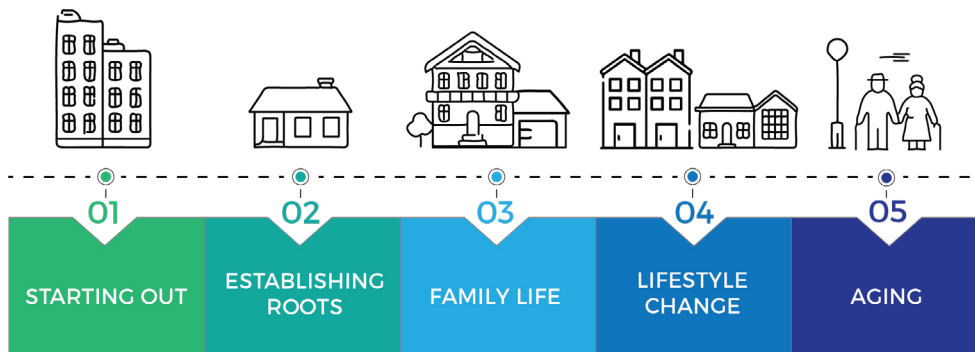 01
02
03
04
05
STARTING OUT
ESTABLISHING
ROOTS
FAMILY LIFE
LIFESTYLE
CHANGE
AGING